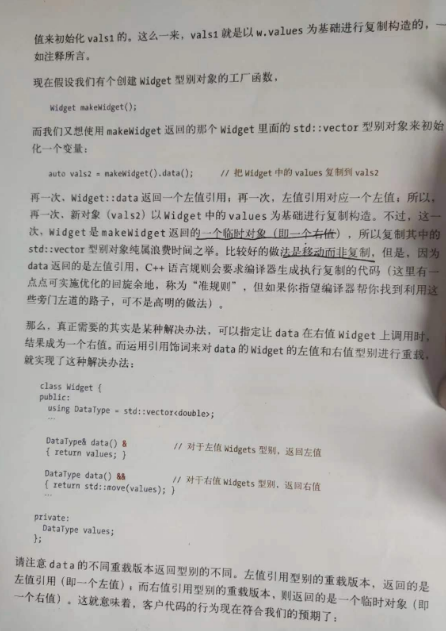 值来初始化 vals1 的。这么一来，vals1 就是以 w.values 为基础进行复制构造的，一
如注释所言。
现在假设我们有个创建 Widget 型别对象的工厂函数，
Widget makeWidget();
而我们又想使用 makeWidget 返回的那个 Widget 里面的 std::vector 型别对象来初始
化一个变量：
auto vals2 = makeWidget().data();    // 把 Widget 中的 values 复制到 vals2
再一次，Widget::data 返回一个左值引用；再一次，左值引用对应一个左值；所以，
再一次，新对象（vals2）以 Widget 中的 values 为基础进行复制构造。不过，这一
次，Widget 是 makeWidget 返回的一个临时对象（即一个右值），所以复制其中的
std::vector 型别对象纯属浪费时间之举。比较好的做法是移动而非复制，但是，因为
data 返回的是左值引用，C++ 语言规则会要求编译器生成执行复制的代码（这里有一
点点可实施优化的回旋余地，称为“准规则”，但如果你指望编译器帮你找到利用这
些旁门左道的路子，可不是高明的做法）。
那么，真正需要的其实是某种解决办法，可以指定让 data 在右值 Widget 上调用时，
结果成为一个右值。而运用引用饰词来对 data 的 Widget 的左值和右值型别进行重载，
就实现了这种解决办法：
class Widget {
public:
using DataType = std::vector<double>;
…
DataType& data() &    // 对于左值 Widgets 型别，返回左值
{ return values; }
DataType data() &&    // 对于右值 Widgets 型别，返回右值
{ return std::move(values); }
…
private:
DataType values;
};
请注意 data 的不同重载版本返回型别的不同。左值引用型别的重载版本，返回的是
左值引用（即一个左值），而右值引用型别的重载版本，则返回的是一个临时对象（即
一个右值）。这就意味着，客户代码的行为现在符合我们的预期了：